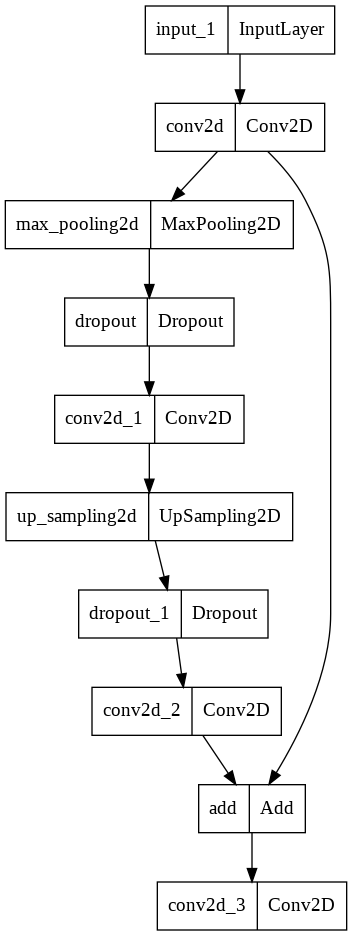 input_1 InputLayer
conv2d Conv2D
max_pooling2d MaxPooling2D
dropout Dropout
conv2d_1 Conv2D
up_sampling2d UpSampling2D
dropout_1 Dropout
conv2d_2 Conv2D
add Add
conv2d_3 Conv2D